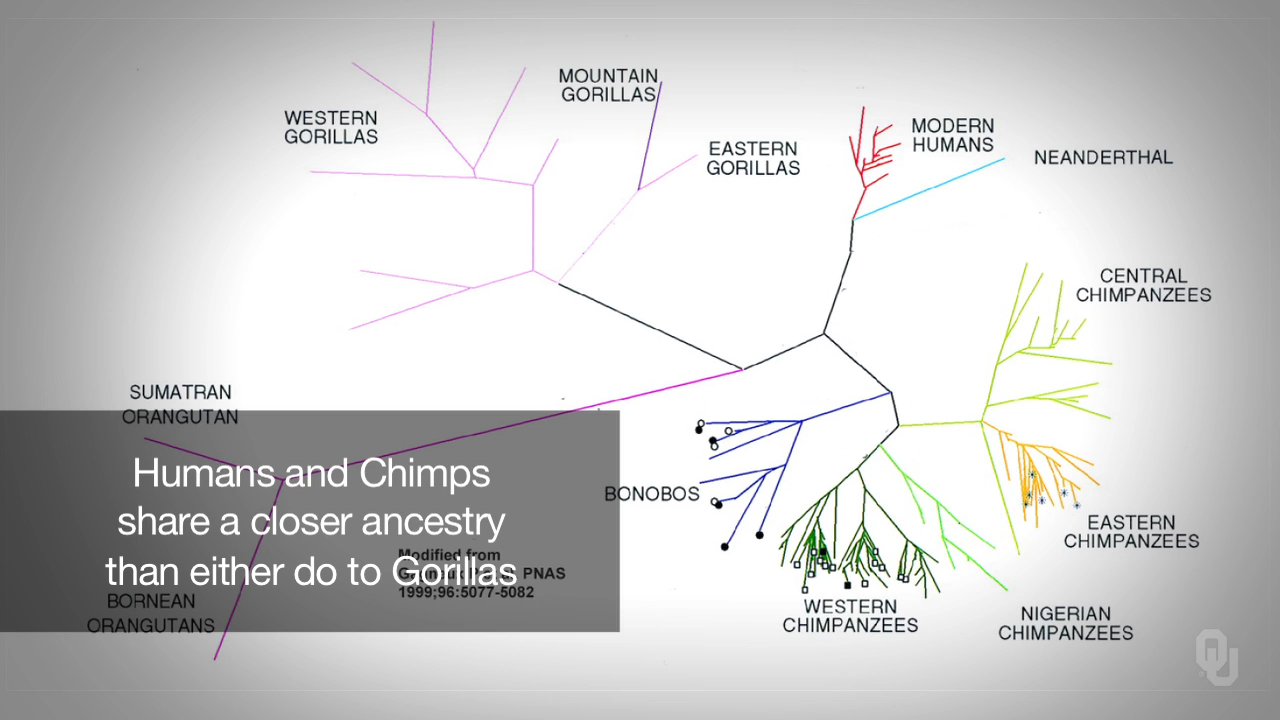 MOUNTAIN
GORILLAS
WESTERN
GORILLAS
MODERN
HUMANS
EASTERN
GORILLAS
NEANDERTHAL
CENTRAL
CHIMPANZEES
SUMATRAN
ORANGUTAN
Humans and Chimps
share a closer ancestry
than either do to Gorillas
BONOBOS
EASTERN
CHIMPANZEES
Modified from
PNAS
1999;96:5077-5082
BORNEAN
ORANGUTANS
WESTERN
CHIMPANZEES
NIGERIAN
CHIMPANZEES
OU